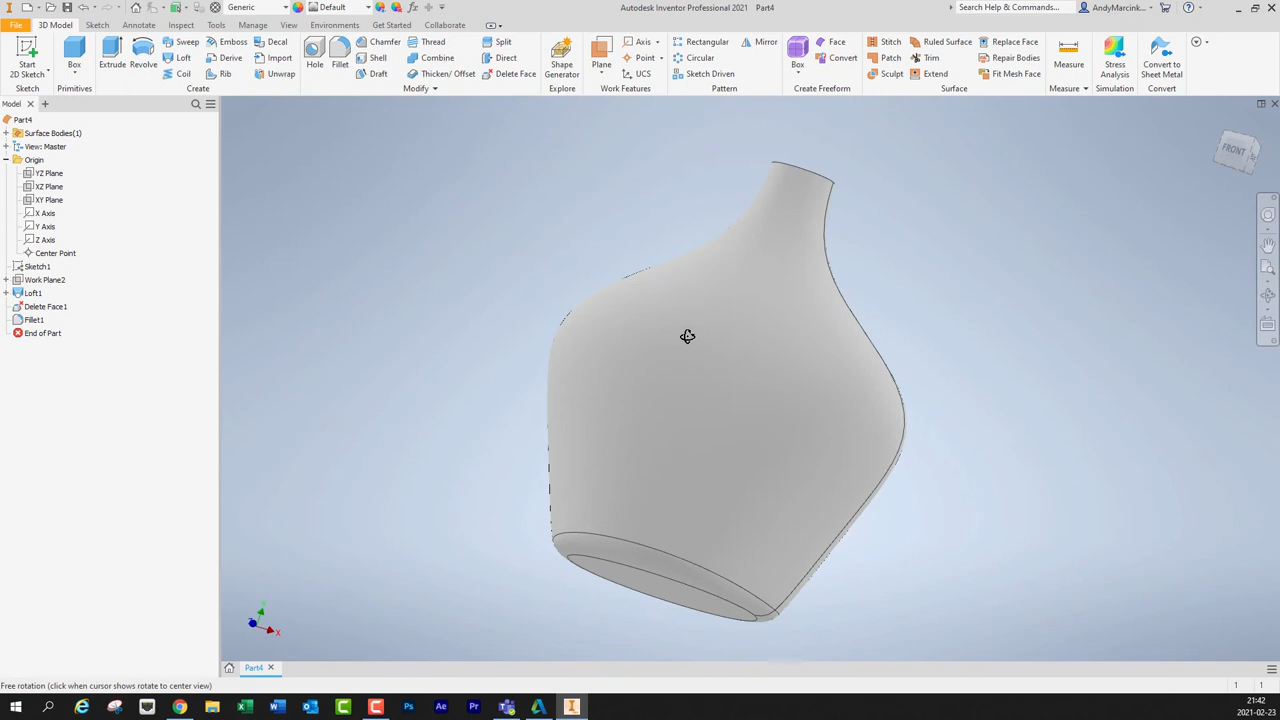 Generic
Default
Autodesk Inventor Professional 2021 Part4
Search Help & Commands...
AndyMarcink...
File
3D Model
Sketch
Annotate
Inspect
Tools
Manage
View
Environments
Get Started
Collaborate
Start
2D Sketch
Sketch
Box
Primitives
Extrude
Revolve
Sweep
Loft
Coil
Emboss
Derive
Rib
Decal
Import
Unwrap
Create
Hole
Fillet
Chamfer
Shell
Draft
Thread
Combine
Thicken/ Offset
Split
Direct
Delete Face
Modify
Shape
Generator
Explore
Plane
Axis
Point
UCS
Work Features
Rectangular
Circular
Sketch Driven
Mirror
Pattern
Box
Face
Convert
Create Freeform
Stitch
Patch
Sculpt
Ruled Surface
Trim
Extend
Replace Face
Repair Bodies
Fit Mesh Face
Surface
Measure
Measure
Stress
Analysis
Simulation
Convert to
Sheet Metal
Convert
Model
Part4
Surface Bodies(1)
View: Master
Origin
YZ Plane
XZ Plane
XY Plane
X Axis
Y Axis
Z Axis
Center Point
Sketch1
Work Plane2
Loft1
Delete Face1
Fillet1
End of Part
FRONT
X
Part4
Free rotation (click when cursor shows rotate to center view)
1
1
Ps
Ae
Pr
21:42
2021-02-23